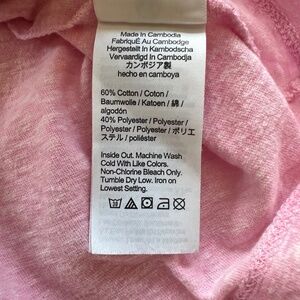 Made In Cambodia
FabriquÉ Au Cambodge
Hergestellt In Kambodscha
Vervaardigd In Cambodja
カンボジア製
hecho en camboya
60% Cotton / Coton /
Baumwolle / Katoen / 綿 /
algodón
40% Polyester / Polyester /
Polyester / Polyester / ポリエ
ステル / poliéster
Inside Out. Machine Wash
Cold With Like Colors.
Non-Chlorine Bleach Only.
Tumble Dry Low. Iron on
Lowest Setting.